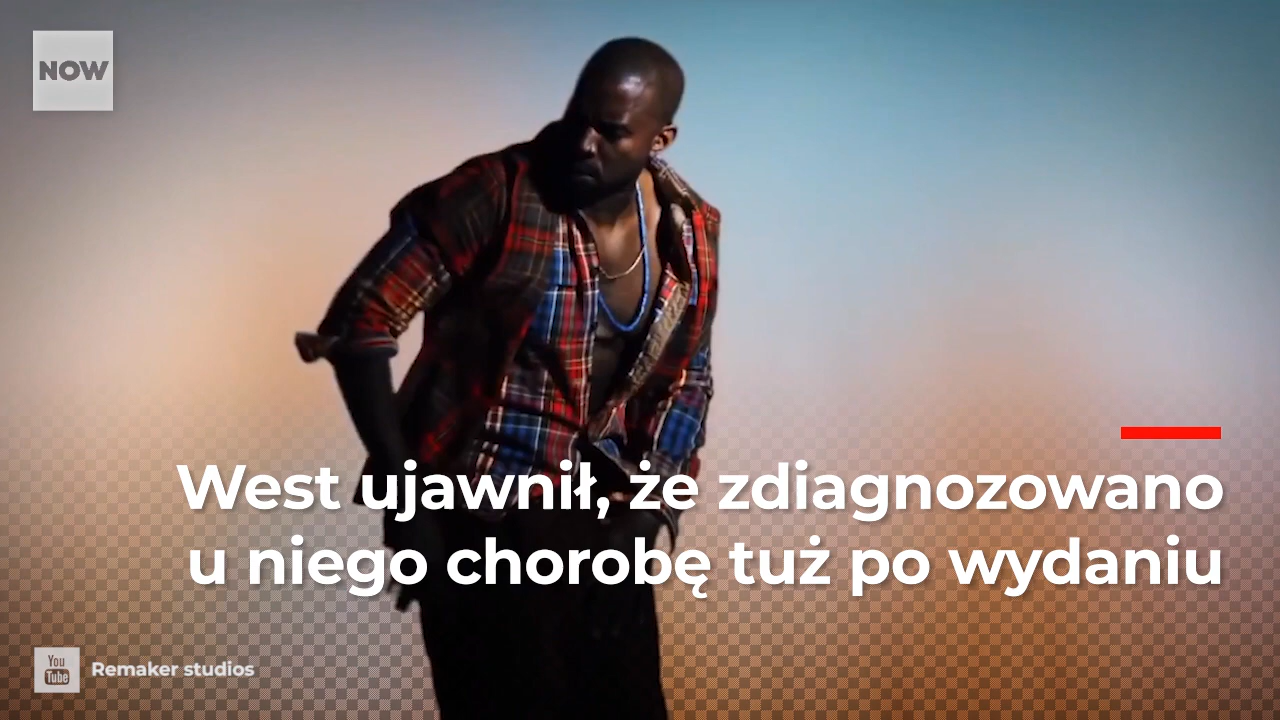 NOW
West ujawnił, że zdiagnozowano
u niego chorobę tuż po wydaniu
You
Tube
Remaker studios